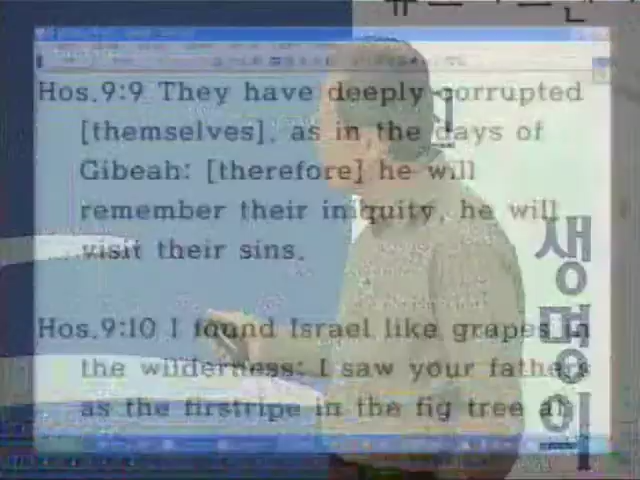 Hos.9:9 They have deeply corrupted
[themselves], as in the days of
Gibeah: [therefore] he will
remember their iniquity, he will
visit their sins.
Hos.9:10 I found Israel like grapes in
the wilderness; I saw your fathers
as the firstripe in the fig tree at
생명의